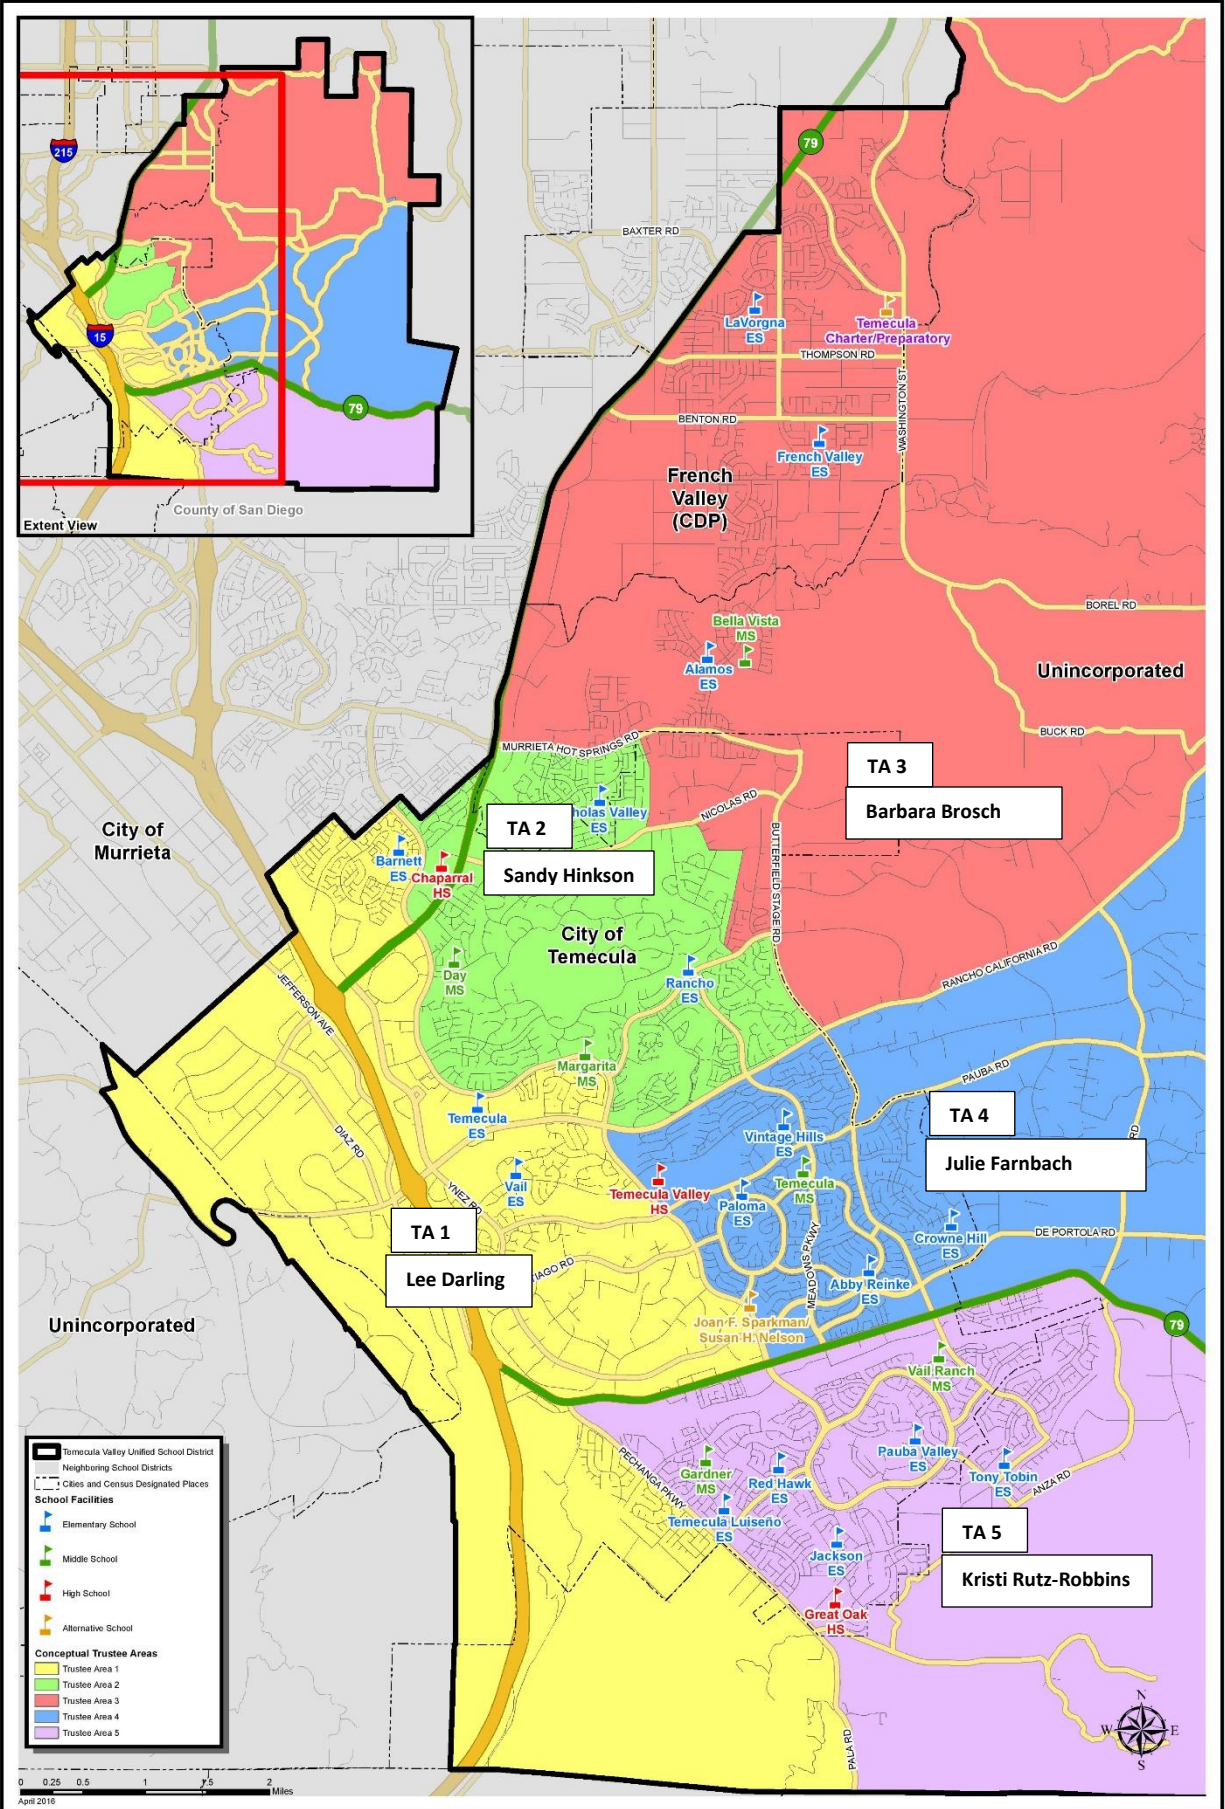 215
15
79
County of San Diego
Extent View
79
BAXTER RD
LaVorgna
ES
Temecula
Charter/Preparatory
THOMPSON RD
BENTON RD
WASHINGTON ST
French Valley
ES
French
Valley
(CDP)
BOREL RD
Bella Vista
MS
Alamos
ES
Unincorporated
BUCK RD
MURRIETA HOT SPRINGS RD
TA 3
Barbara Brosch
NICOLAS RD
BUTTERFIELD STAGE RD
holas Valley
ES
TA 2
Sandy Hinkson
City of
Murrieta
Barnett
ES
Chaparral
HS
City of
Temecula
Day
MS
Rancho
ES
RANCHO CALIFORNIA RD
JEFFERSON AVE
Margarita
MS
PAUBA RD
Temecula
ES
DIAZ RD
Vintage Hills
ES
TA 4
Julie Farnbach
RD
Vail
ES
YNEZ RD
Temecula Valley
HS
Temecula
MS
Paloma
ES
TA 1
Lee Darling
TIAGO RD
MEADOWS PKWY
Crowne Hill
ES
DE PORTOLA RD
Abby Reinke
ES
Joan F. Sparkman/
Susan H. Nelson
Unincorporated
79
Vail Ranch
MS
PECHANGA PKWY
Gardner
MS
Red Hawk
ES
Pauba Valley
ES
Tony Tobin
ES
ANZA RD
Temecula Luiseño
ES
TA 5
Kristi Rutz-Robbins
Jackson
ES
Great Oak
HS
PALA RD
Temecula Valley Unified School District
Neighboring School Districts
Cities and Census Designated Places
School Facilities
Elementary School
Middle School
High School
Alternative School
Conceptual Trustee Areas
Trustee Area 1
Trustee Area 2
Trustee Area 3
Trustee Area 4
Trustee Area 5
N
W E
S
0 0.25 0.5 1 1.5 2
Miles
April 2016